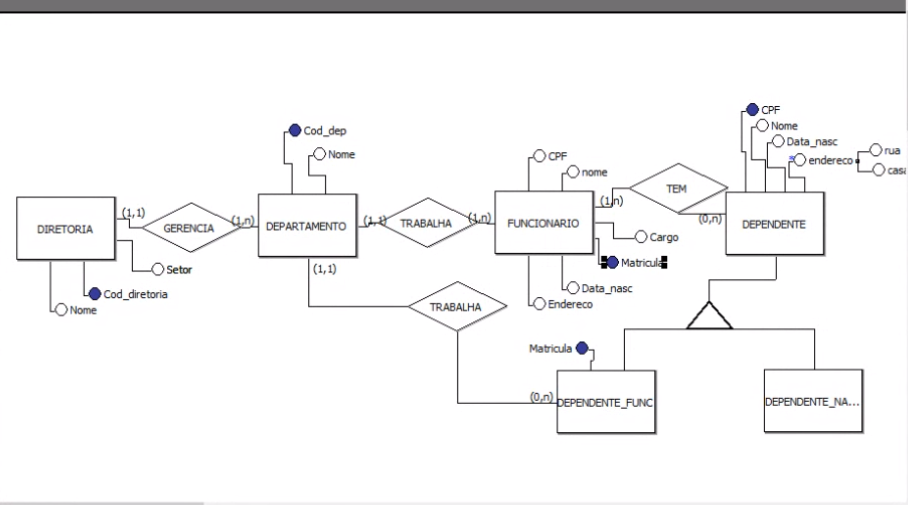 CPF
Nome
Data_nasc
endereco
rua
Cod_dep
Nome
CPF
nome
TEM
(1,n)
(0,n)
DIRETORIA
(1,1)
GERENCIA
(1,n)
DEPARTAMENTO
(1,1)
TRABALHA
(1,n)
FUNCIONARIO
DEPENDENTE
Cargo
Matricula
Setor
Cod_diretoria
Nome
(1,1)
Data_nasc
Endereco
TRABALHA
Matricula
(0,n)
DEPENDENTE_FUNC
DEPENDENTE_NA...